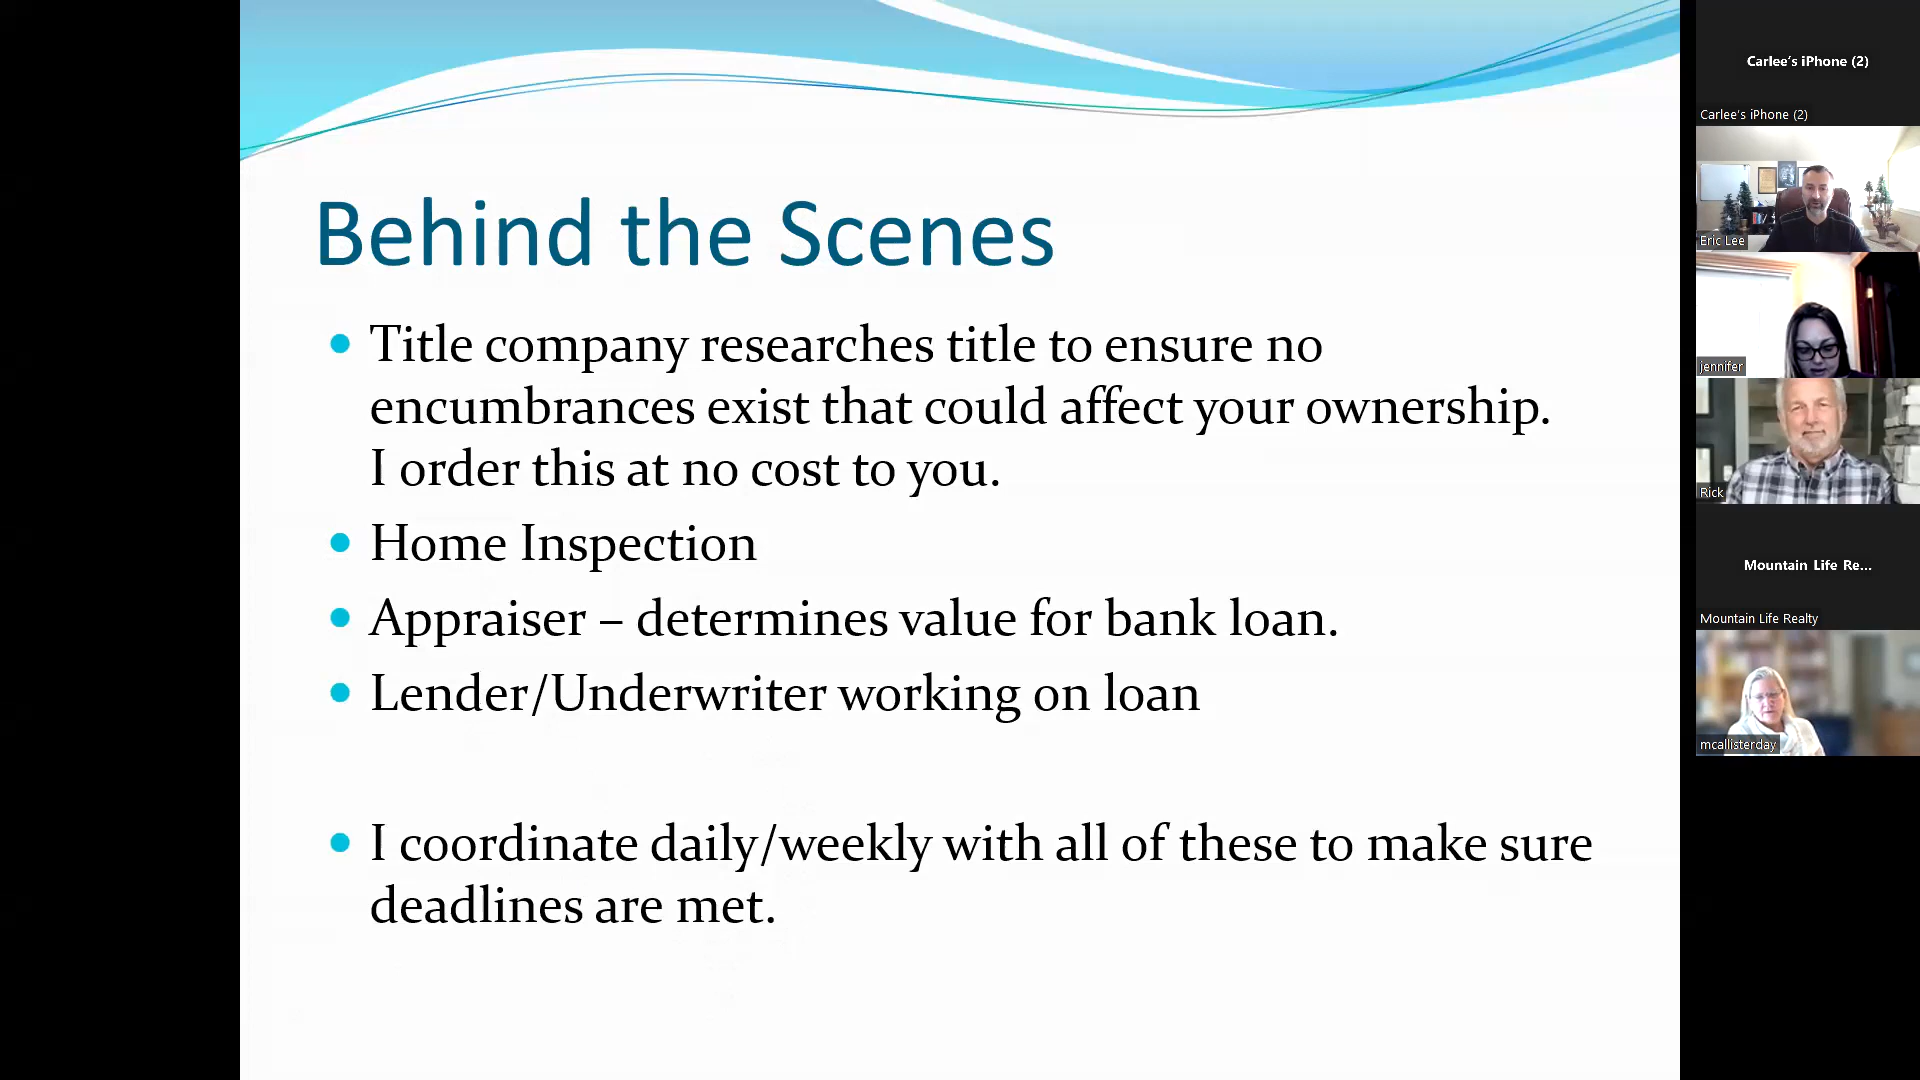 Behind the Scenes
Title company researches title to ensure no
encumbrances exist that could affect your ownership.
I order this at no cost to you.
Home Inspection
Appraiser – determines value for bank loan.
Lender/Underwriter working on loan
I coordinate daily/weekly with all of these to make sure
deadlines are met.
Carlee's iPhone (2)
Carlee's iPhone (2)
Eric Lee
jennifer
Rick
Mountain Life Re...
Mountain Life Realty
mcallisterday